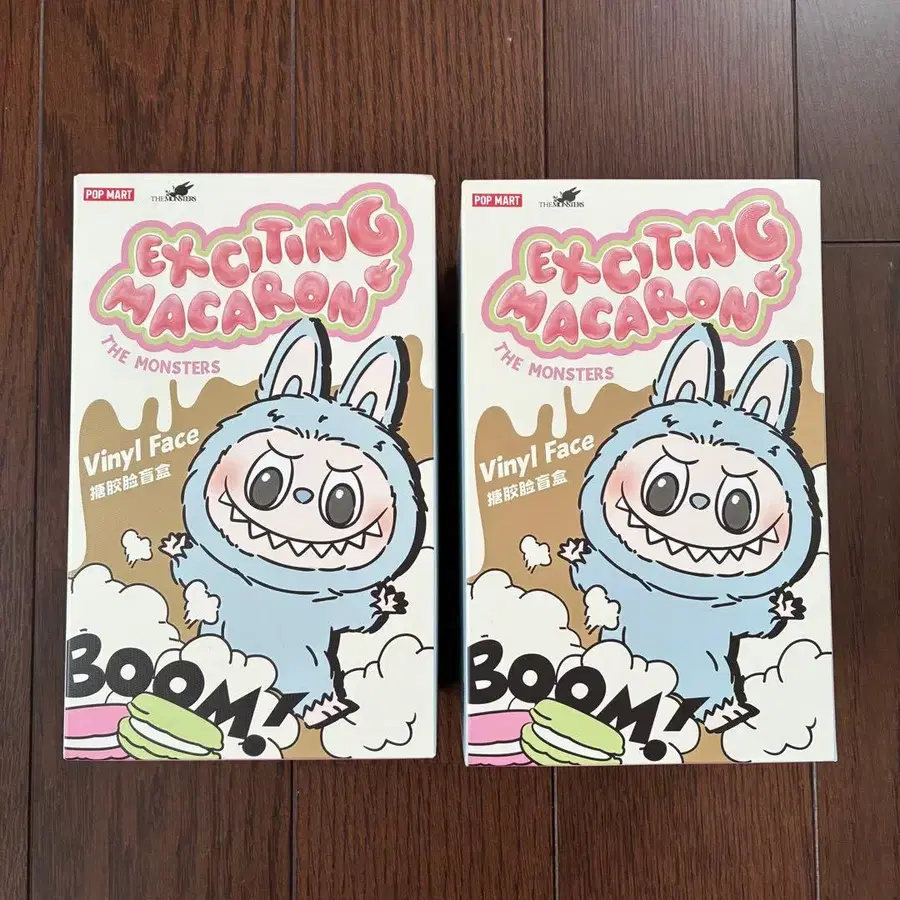 POP MART THE MONSTERS
EXCITING
MACARON
THE MONSTERS
Vinyl Face
搪胶脸盲盒
BOOM!
POP MART THE MONSTERS
EXCITING
MACARON
THE MONSTERS
Vinyl Face
搪胶脸盲盒
BOOM!